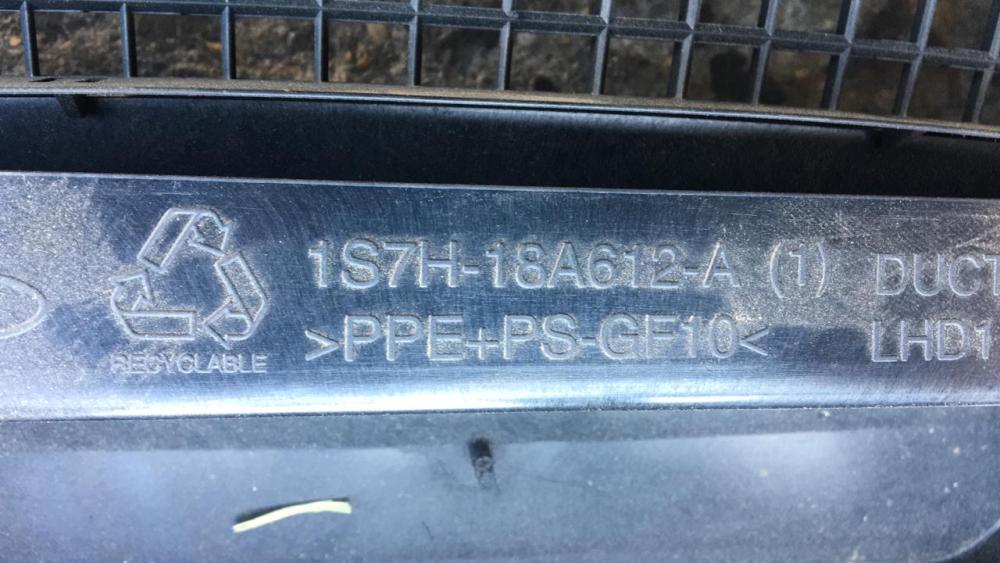 1S7H-18A612-A (1) DUCT
>PPE+PS-GF10< LHD1
RECYCLABLE